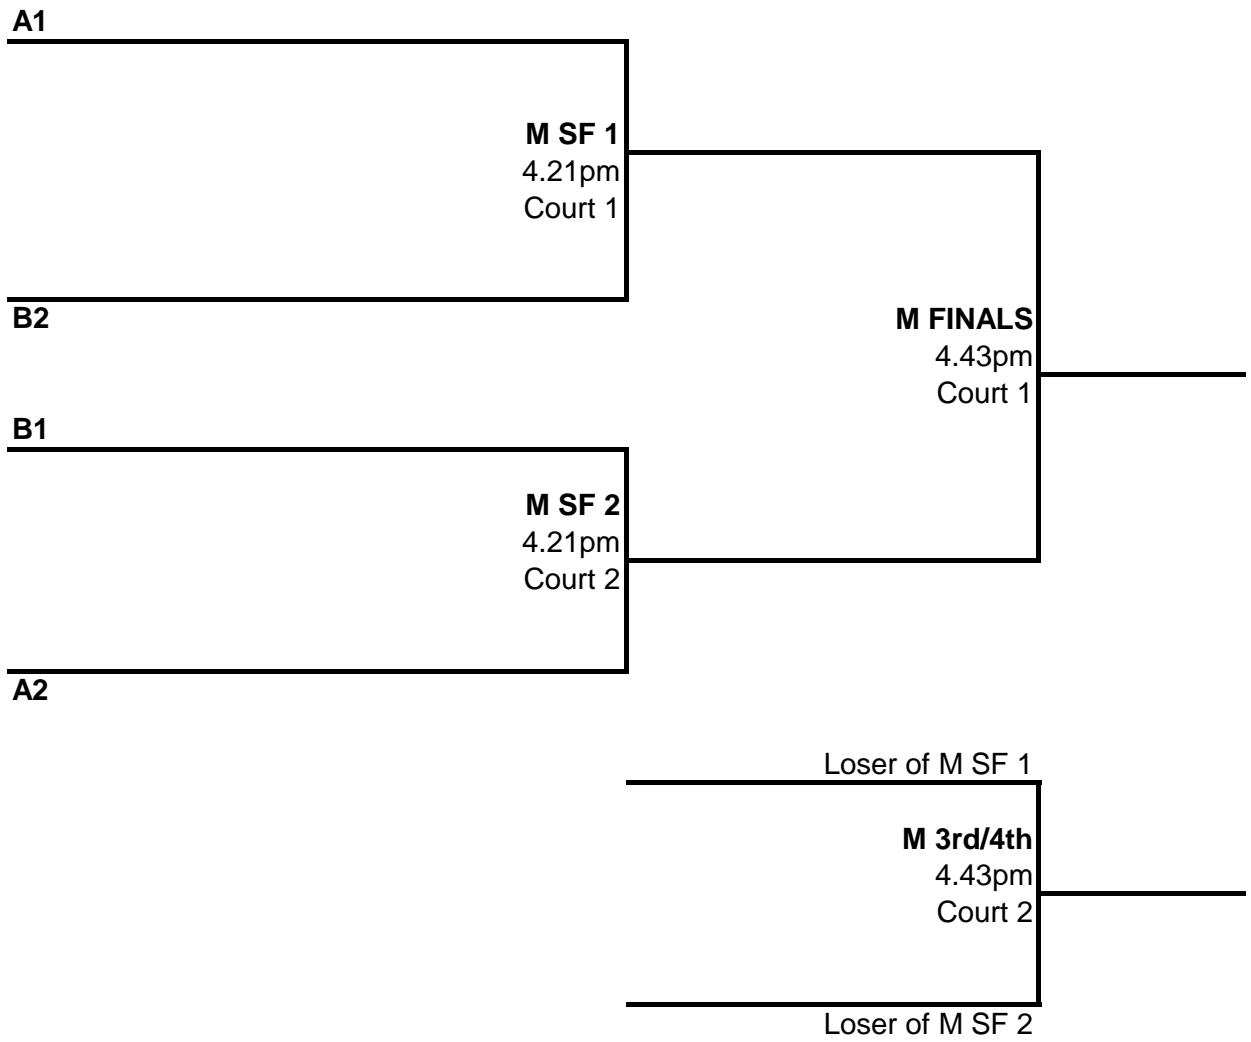 A1
M SF 1
4.21pm
Court 1
B2
M FINALS
4.43pm
Court 1
B1
M SF 2
4.21pm
Court 2
A2
Loser of M SF 1
M 3rd/4th
4.43pm
Court 2
Loser of M SF 2